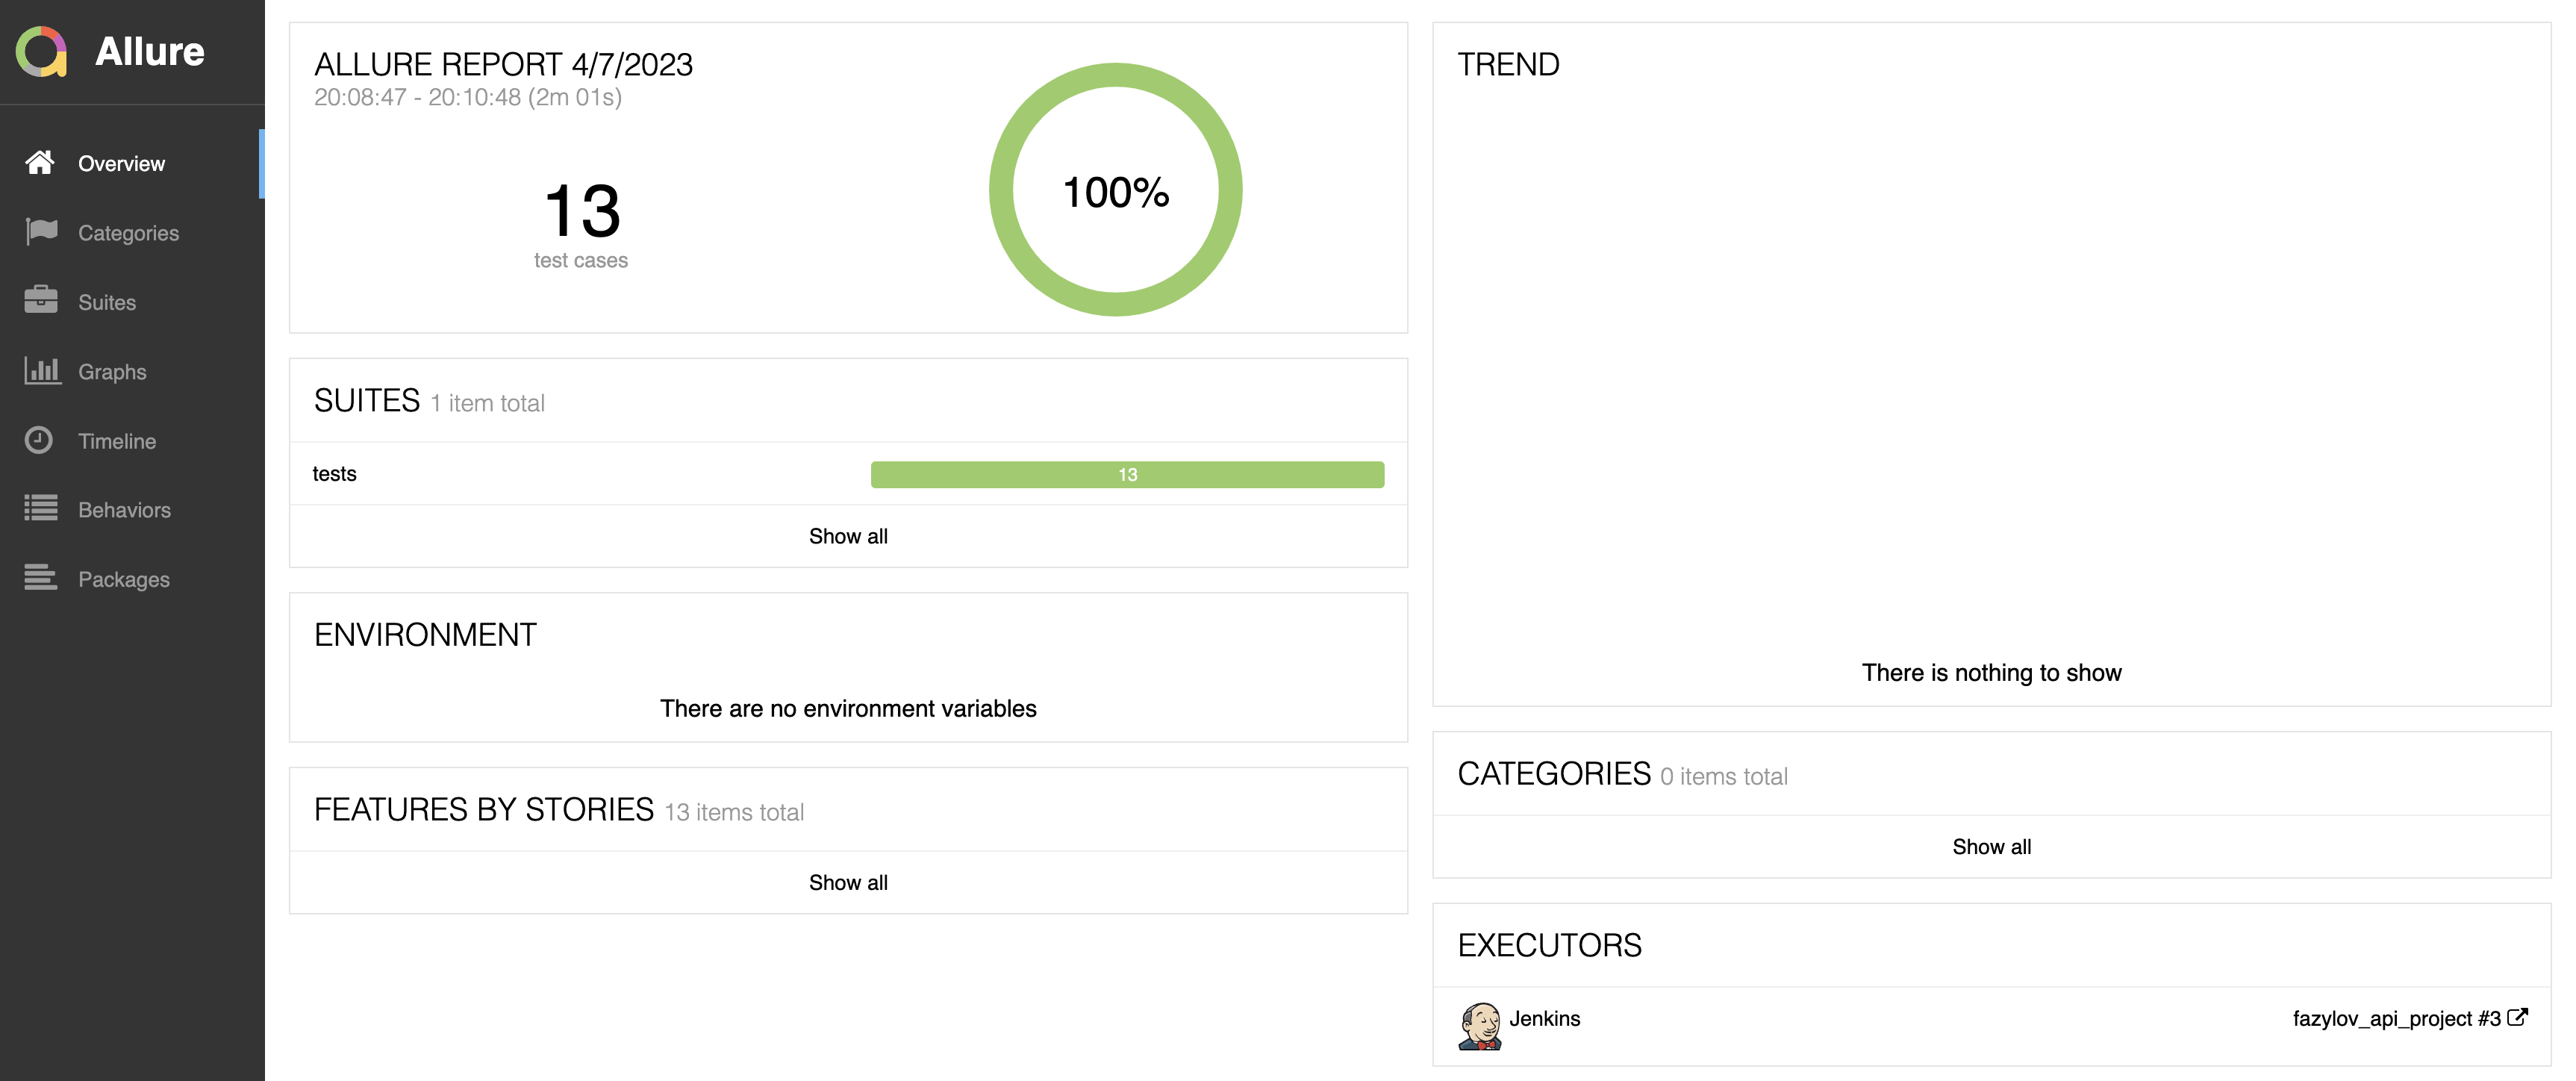 Allure
Overview
Categories
Suites
Graphs
Timeline
Behaviors
Packages
ALLURE REPORT 4/7/2023
20:08:47 - 20:10:48 (2m 01s)
13
test cases
100%
SUITES 1 item total
tests 13
Show all
ENVIRONMENT
There are no environment variables
FEATURES BY STORIES 13 items total
Show all
TREND
There is nothing to show
CATEGORIES 0 items total
Show all
EXECUTORS
Jenkins fazylov_api_project #3